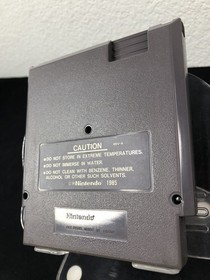 CAUTION
•DO NOT STORE IN EXTREME TEMPERATURES.
•DO NOT IMMERSE IN WATER
•DO NOT CLEAN WITH BENZENE, THINNER,
ALCOHOL OR OTHER SUCH SOLVENTS.
©Nintendo 1985
Nintendo